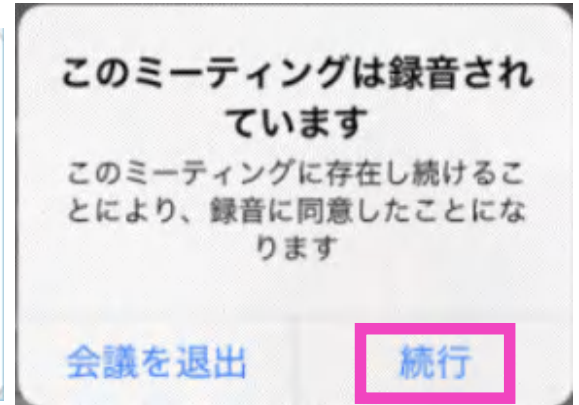 このミーティングは録音され
ています
このミーティングに存在し続けるこ
とにより、録音に同意したことにな
ります
会議を退出
続行